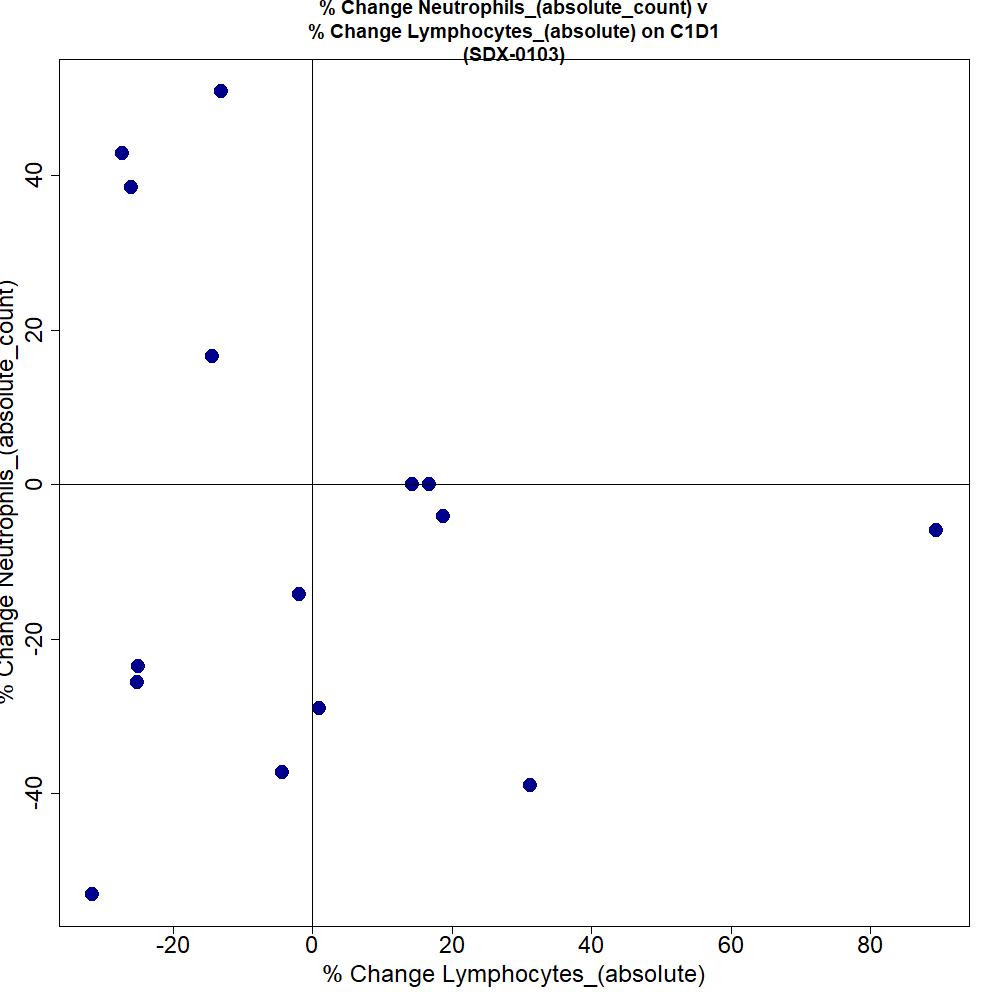 % Change Neutrophils_(absolute_count) v
% Change Lymphocytes_(absolute) on C1D1
(SDX-0103)
% Change Neutrophils_(absolute_count)
40
20
0
-20
-40
-20
0
20
40
60
80
% Change Lymphocytes_(absolute)